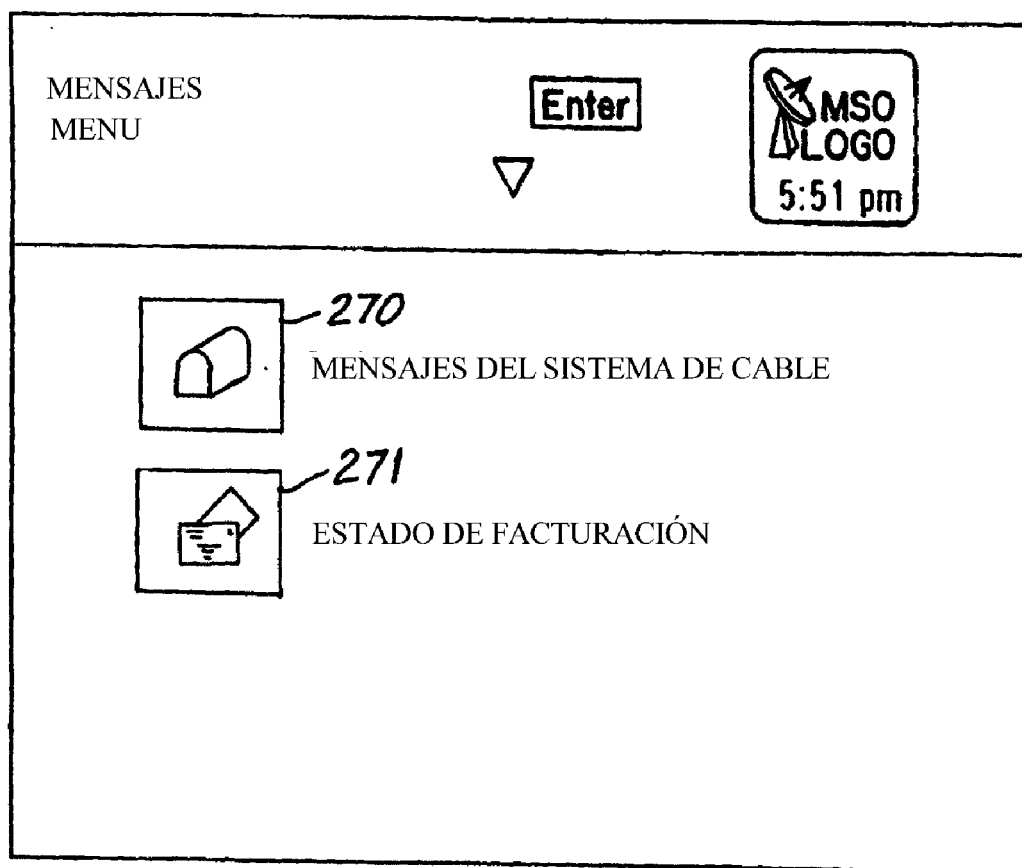 MENSAJES
MENU
Enter
MSO
LOGO
5:51 pm
270
MENSAJES DEL SISTEMA DE CABLE
271
ESTADO DE FACTURACIÓN